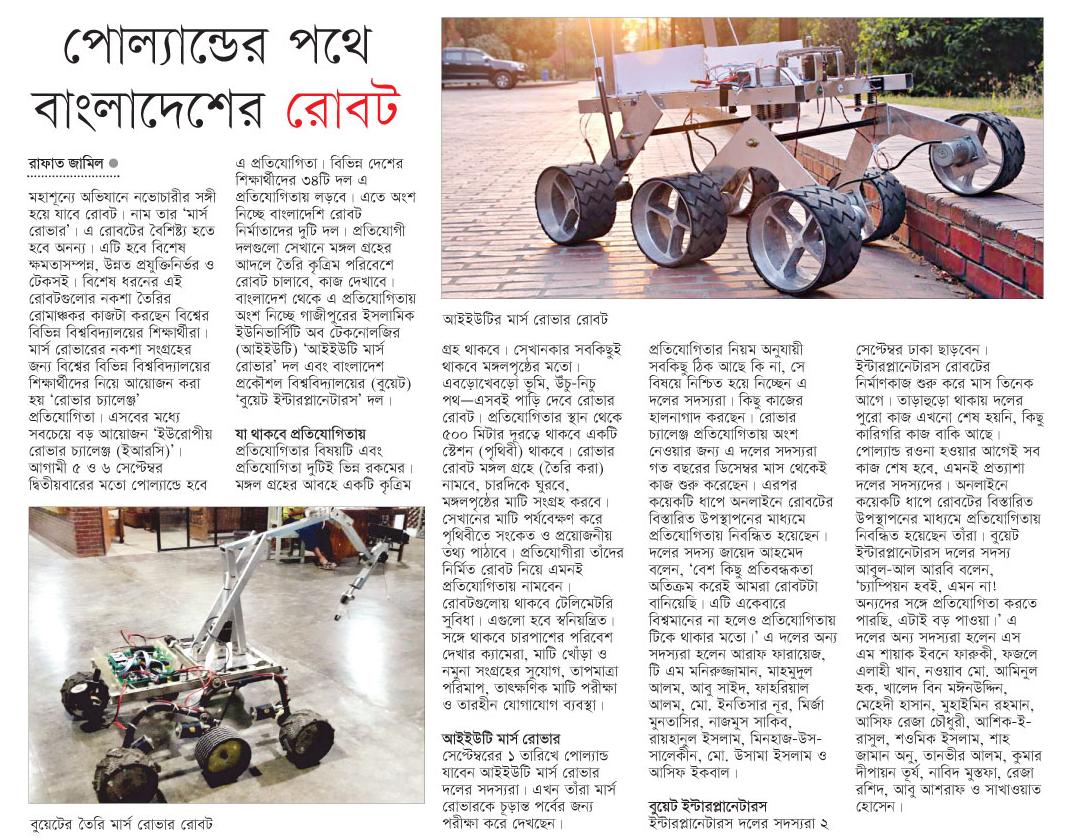 পোল্যান্ডের পথে
বাংলাদেশের রোবট
রাফাত জামিল
মহাশূন্যে অভিযানে নভোচারীর সঙ্গী
হয়ে যাবে রোবট। নাম তার ‘মার্স
রোভার’। এ রোবটের বৈশিষ্ট্য হতে
হবে অনন্য। এটি হবে বিশেষ
ক্ষমতাসম্পন্ন, উন্নত প্রযুক্তিনির্ভর ও
টেকসই। বিশেষ ধরনের এই
রোবটগুলোর নকশা তৈরির
রোমাঞ্চকর কাজটা করছেন বিশ্বের
বিভিন্ন বিশ্ববিদ্যালয়ের শিক্ষার্থীরা।
মার্স রোভারের নকশা সংগ্রহের
জন্য বিশ্বের বিভিন্ন বিশ্ববিদ্যালয়ের
শিক্ষার্থীদের নিয়ে আয়োজন করা
হয় ‘রোভার চ্যালেঞ্জ’
প্রতিযোগিতা। এসবের মধ্যে
সবচেয়ে বড় আয়োজন ‘ইউরোপীয়
রোভার চ্যালেঞ্জ (ইআরসি)’।
আগামী ৫ ও ৬ সেপ্টেম্বর
দ্বিতীয়বারের মতো পোল্যান্ডে হবে
এ প্রতিযোগিতা। বিভিন্ন দেশের
শিক্ষার্থীদের ৩৪টি দল এ
প্রতিযোগিতায় লড়বে। এতে অংশ
নিচ্ছে বাংলাদেশি রোবট
নির্মাতাদের দুটি দল। প্রতিযোগী
দলগুলো সেখানে মঙ্গল গ্রহের
আদলে তৈরি কৃত্রিম পরিবেশে
রোবট চালাবে, কাজ দেখাবে।
বাংলাদেশ থেকে এ প্রতিযোগিতায়
অংশ নিচ্ছে গাজীপুরের ইসলামিক
ইউনিভার্সিটি অব টেকনোলজির
(আইইউটি) ‘আইইউটি মার্স
রোভার’ দল এবং বাংলাদেশ
প্রকৌশল বিশ্ববিদ্যালয়ের (বুয়েট)
‘বুয়েট ইন্টারপ্লানেটারস’ দল।
যা থাকবে প্রতিযোগিতায়
প্রতিযোগিতার বিষয়টি এবং
প্রতিযোগিতা দুটিই ভিন্ন রকমের।
মঙ্গল গ্রহের আবহে একটি কৃত্রিম
আইইউটির মার্স রোভার রোবট
বুয়েটের তৈরি মার্স রোভার রোবট
গ্রহ থাকবে। সেখানকার সবকিছুই
থাকবে মঙ্গলপৃষ্ঠের মতো।
এবড়োখেবড়ো ভূমি, উঁচু-নিচু
পথ—এসবই পাড়ি দেবে রোভার
রোবট। প্রতিযোগিতার স্থান থেকে
৫০০ মিটার দূরত্বে থাকবে একটি
স্টেশন (পৃথিবী) থাকবে। রোভার
রোবট মঙ্গল গ্রহে (তৈরি করা)
নামবে, চারদিকে ঘুরবে,
মঙ্গলপৃষ্ঠের মাটি সংগ্রহ করবে।
সেখানের মাটি পর্যবেক্ষণ করে
পৃথিবীতে সংকেত ও প্রয়োজনীয়
তথ্য পাঠাবে। প্রতিযোগীরা তাঁদের
নির্মিত রোবট নিয়ে এমনই
প্রতিযোগিতায় নামবেন।
রোবটগুলোয় থাকবে টেলিমেটরি
সুবিধা। এগুলো হবে স্বনিয়ন্ত্রিত।
সঙ্গে থাকবে চারপাশের পরিবেশ
দেখার ক্যামেরা, মাটি খোঁড়া ও
নমুনা সংগ্রহের সুযোগ, তাপমাত্রা
পরিমাপ, তাৎক্ষণিক মাটি পরীক্ষা
ও তারহীন যোগাযোগ ব্যবস্থা।
আইইউটি মার্স রোভার
সেপ্টেম্বরের ১ তারিখে পোল্যান্ড
যাবেন আইইউটি মার্স রোভার
দলের সদস্যরা। এখন তাঁরা মার্স
রোভারকে চূড়ান্ত পর্বের জন্য
পরীক্ষা করে দেখছেন।
প্রতিযোগিতার নিয়ম অনুযায়ী
সবকিছু ঠিক আছে কি না, সে
বিষয়ে নিশ্চিত হয়ে নিচ্ছেন এ
দলের সদস্যরা। কিছু কাজের
হালনাগাদ করছেন। রোভার
চ্যালেঞ্জ প্রতিযোগিতায় অংশ
নেওয়ার জন্য এ দলের সদস্যরা
গত বছরের ডিসেম্বর মাস থেকেই
কাজ শুরু করেছেন। এরপর
কয়েকটি ধাপে অনলাইনে রোবটের
বিস্তারিত উপস্থাপনের মাধ্যমে
প্রতিযোগিতায় নিবন্ধিত হয়েছেন।
দলের সদস্য জায়েদ আহমেদ
বলেন, ‘বেশ কিছু প্রতিবন্ধকতা
অতিক্রম করেই আমরা রোবটটা
বানিয়েছি। এটি একেবারে
বিশ্বমানের না হলেও প্রতিযোগিতায়
টিকে থাকার মতো।’ এ দলের অন্য
সদস্যরা হলেন আরাফ ফারায়েজ,
টি এম মনিরুজ্জামান, মাহমুদুল
আলম, আবু সাইদ, ফাহরিয়াল
আলম, মো. ইনতিসার নূর, মির্জা
মুনতাসির, নাজমুস সাকিব,
রায়হানুল ইসলাম, মিনহাজ-উস-
সালেকীন, মো. উসামা ইসলাম ও
আসিফ ইকবাল।
বুয়েট ইন্টারপ্লানেটারস
ইন্টারপ্লানেটারস দলের সদস্যরা ২
সেপ্টেম্বর ঢাকা ছাড়বেন।
ইন্টারপ্লানেটারস রোবটের
নির্মাণকাজ শুরু করে মাস তিনেক
আগে। তাড়াহুড়ো থাকায় দলের
পুরো কাজ এখনো শেষ হয়নি, কিছু
কারিগরি কাজ বাকি আছে।
পোল্যান্ড রওনা হওয়ার আগেই সব
কাজ শেষ হবে, এমনই প্রত্যাশা
দলের সদস্যদের। অনলাইনে
কয়েকটি ধাপে রোবটের বিস্তারিত
উপস্থাপনের মাধ্যমে প্রতিযোগিতায়
নিবন্ধিত হয়েছেন তাঁরা। বুয়েট
ইন্টারপ্লানেটারস দলের সদস্য
আবুল-আল আরবি বলেন,
‘চ্যাম্পিয়ন হবই, এমন না!
অন্যদের সঙ্গে প্রতিযোগিতা করতে
পারছি, এটাই বড় পাওয়া।’ এ
দলের অন্য সদস্যরা হলেন এস
এম শায়াক ইবনে ফারুকী, ফজলে
এলাহী খান, নওয়াব মো. আমিনুল
হক, খালেদ বিন মঈনউদ্দিন,
মেহেদী হাসান, মুহাইমিন রহমান,
আসিফ রেজা চৌধুরী, আশিক-ই-
রাসুল, শওমিক ইসলাম, শাহ
জামান অনু, তানভীর আলম, কুমার
দীপায়ন তূর্য, নাবিদ মুস্তফা, রেজা
রশিদ, আবু আশরাফ ও সাখাওয়াত
হোসেন।